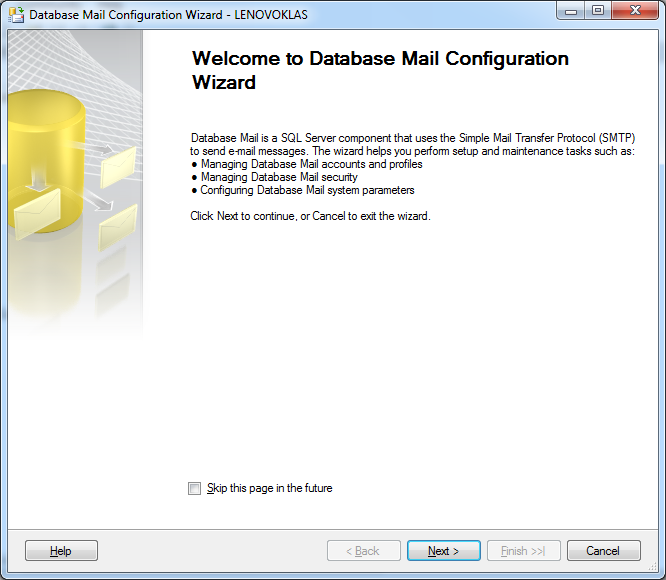 Database Mail Configuration Wizard - LENOVOKLAS
Welcome to Database Mail Configuration
Wizard
Database Mail is a SQL Server component that uses the Simple Mail Transfer Protocol (SMTP)
to send e-mail messages. The wizard helps you perform setup and maintenance tasks such as:
● Managing Database Mail accounts and profiles
● Managing Database Mail security
● Configuring Database Mail system parameters
Click Next to continue, or Cancel to exit the wizard.
Skip this page in the future
Help
< Back
Next >
Finish >>|
Cancel